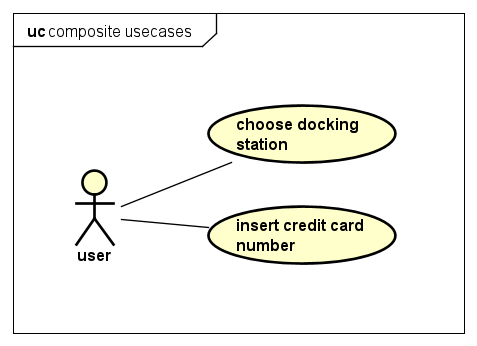 uc composite usecases
choose docking
station
insert credit card
number
user